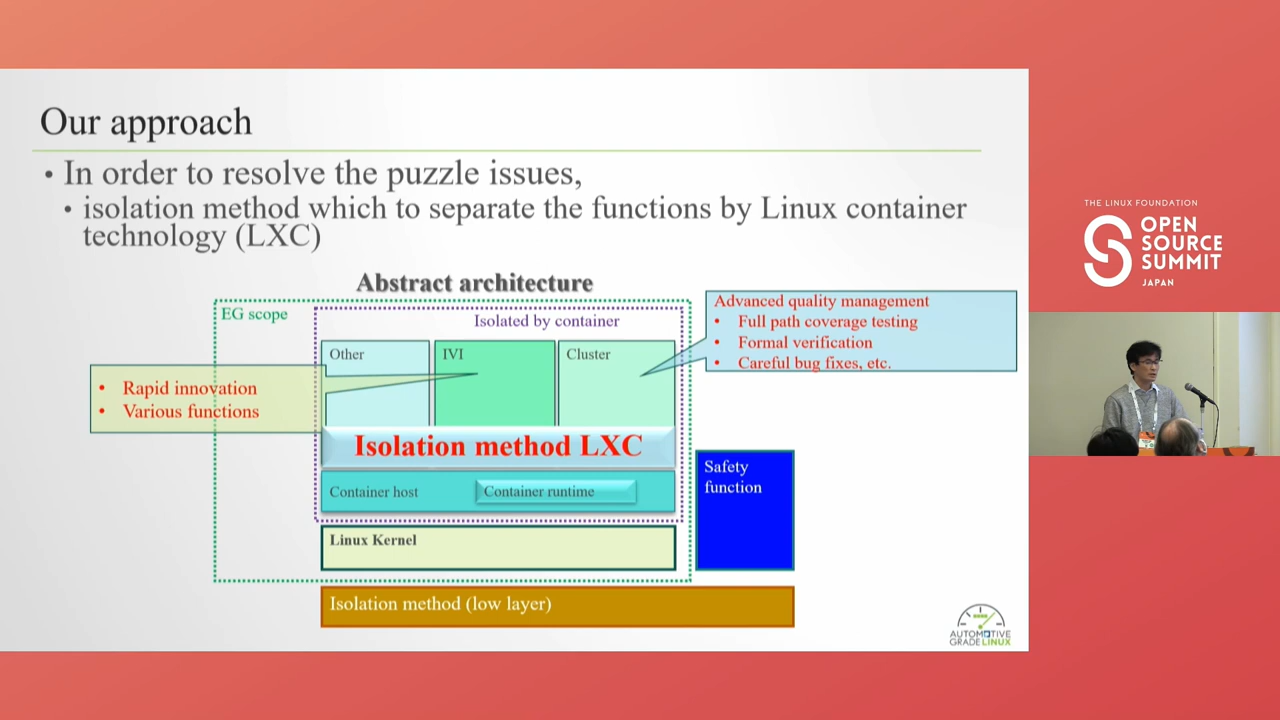 Our approach
• In order to resolve the puzzle issues,
• isolation method which to separate the functions by Linux container
technology (LXC)
Abstract architecture
EG scope
Isolated by container
Other
IVI
Cluster
Advanced quality management
• Full path coverage testing
• Formal verification
• Careful bug fixes, etc.
• Rapid innovation
• Various functions
Isolation method LXC
Container host
Container runtime
Linux Kernel
Safety
function
Isolation method (low layer)
AUTOMOTIVE
GRADE LINUX
THE LINUX FOUNDATION
OPEN
SOURCE
SUMMIT
JAPAN